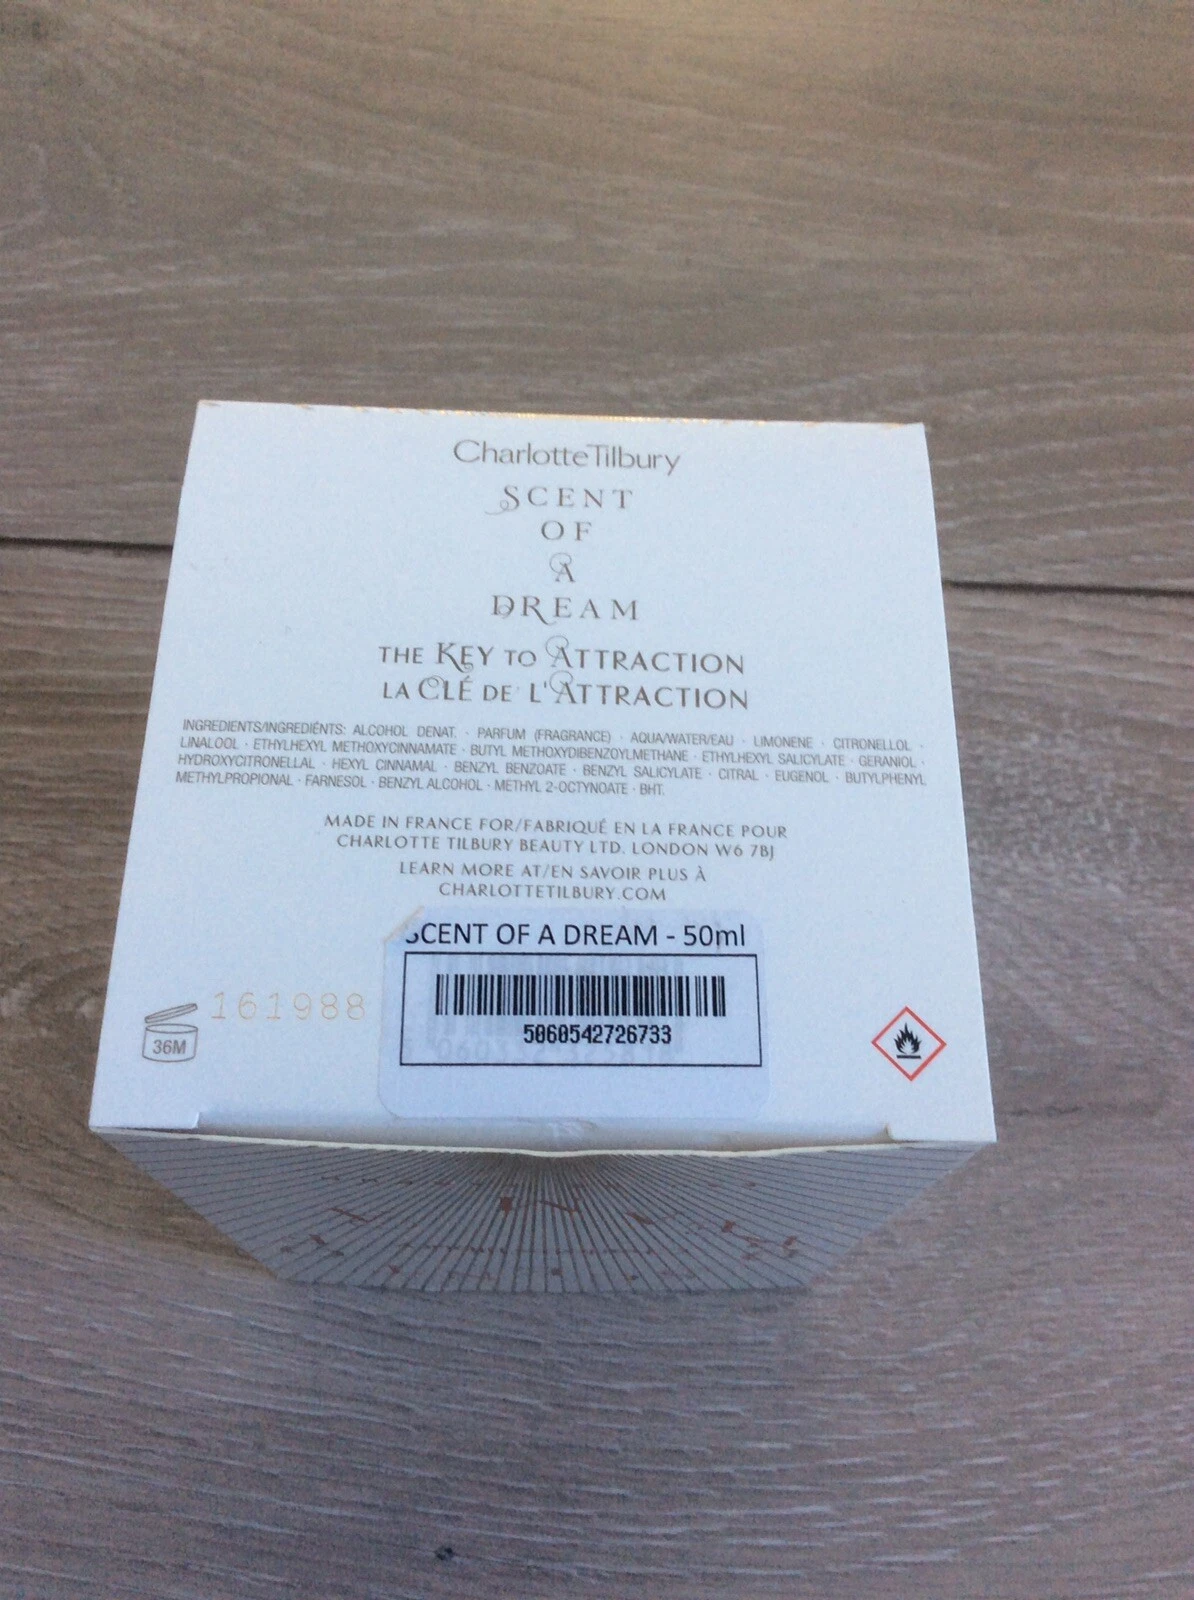 CharlotteTilbury
SCENT
OF
A
DREAM
THE KEY TO ATTRACTION
LA CLÉ DE L'ATTRACTION
INGREDIENTS/INGREDIÉNTS: ALCOHOL DENAT. · PARFUM (FRAGRANCE) · AQUA/WATER/EAU · LIMONENE · CITRONELLOL ·
LINALOOL · ETHYLHEXYL METHOXYCINNAMATE · BUTYL METHOXYDIBENZOYLMETHANE · ETHYLHEXYL SALICYLATE · GERANIOL ·
HYDROXYCITRONELLAL · HEXYL CINNAMAL · BENZYL BENZOATE · BENZYL SALICYLATE · CITRAL · EUGENOL · BUTYLPHENYL
METHYLPROPIONAL · FARNESOL · BENZYL ALCOHOL · METHYL 2-OCTYNOATE · BHT.
MADE IN FRANCE FOR/FABRIQUÉ EN LA FRANCE POUR
CHARLOTTE TILBURY BEAUTY LTD. LONDON W6 7BJ
LEARN MORE AT/EN SAVOIR PLUS À
CHARLOTTETILBURY.COM
SCENT OF A DREAM - 50ml
161988
36M
5060542726733